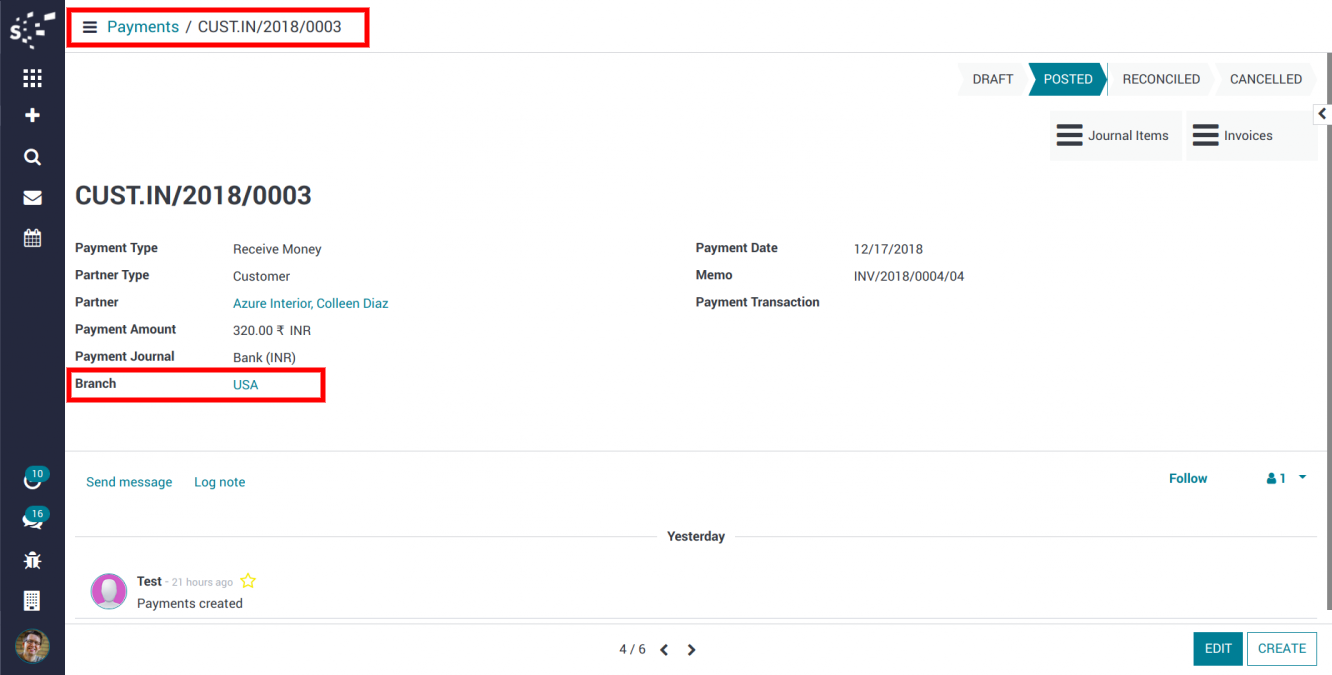 Payments / CUST.IN/2018/0003
DRAFT POSTED RECONCILED CANCELLED
Journal Items Invoices
CUST.IN/2018/0003
Payment Type Receive Money
Partner Type Customer
Partner Azure Interior, Colleen Diaz
Payment Amount 320.00 ₹ INR
Payment Journal Bank (INR)
Branch USA
Payment Date 12/17/2018
Memo INV/2018/0004/04
Payment Transaction
10
16
Send message Log note Follow 1
Yesterday
Test - 21 hours ago
Payments created
4 / 6 EDIT CREATE